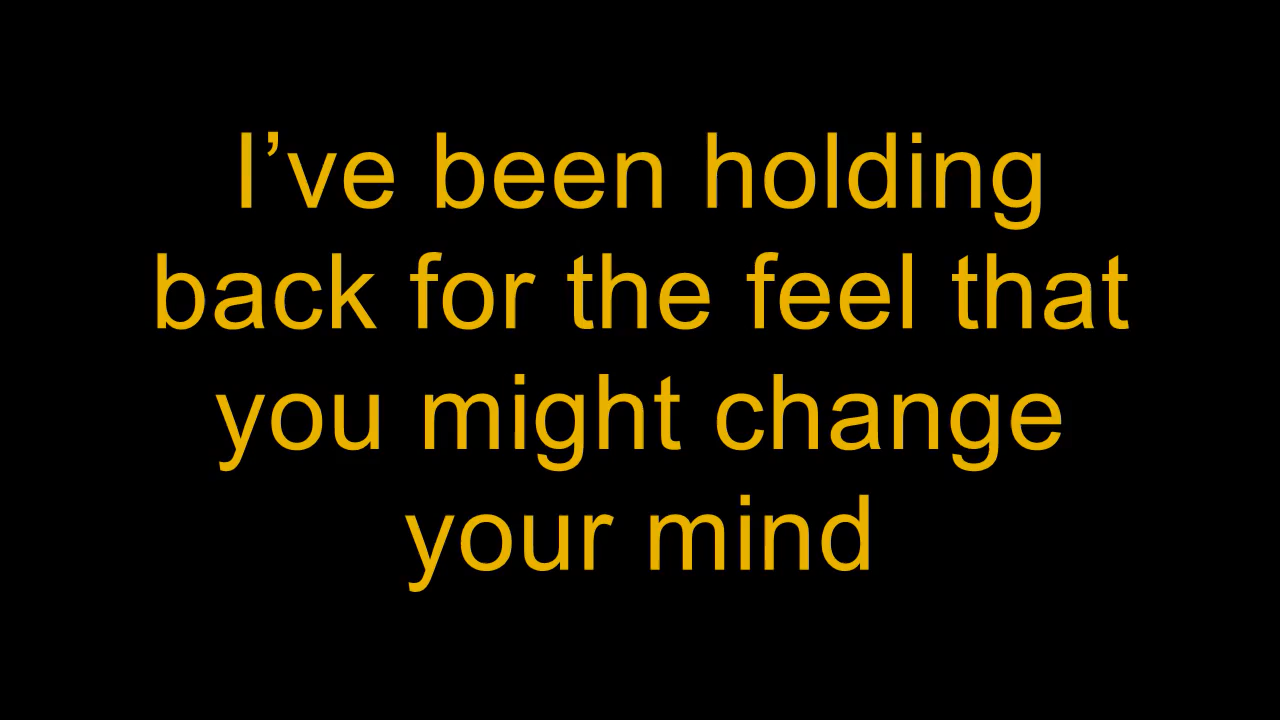 I’ve been holding
back for the feel that
you might change
your mind